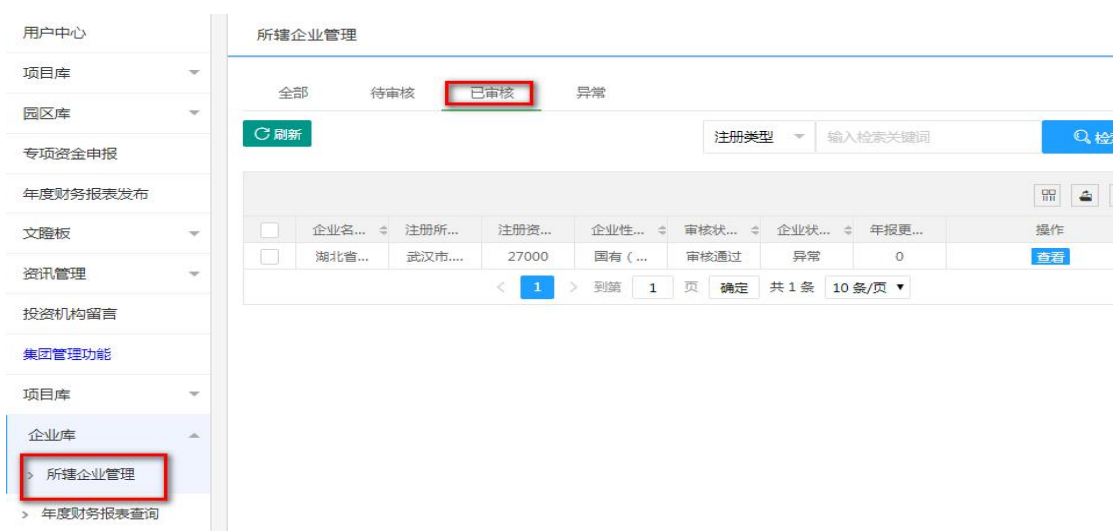 用户中心
项目库
园区库
专项资金申报
年度财务报表发布
文瞪板
资讯管理
投资机构留言
集团管理功能
项目库
企业库
> 所辖企业管理
> 年度财务报表查询
所辖企业管理
全部 待审核 已审核 异常
刷新 注册类型 输入检索关键词
企业名... 注册所... 注册资... 企业性... 审核状... 企业状... 年报更... 操作
湖北省... 武汉市.... 27000 国有 ( ... 审核通过 异常 0 查看
< 1 > 到第 1 页 确定 共 1 条 10 条/页